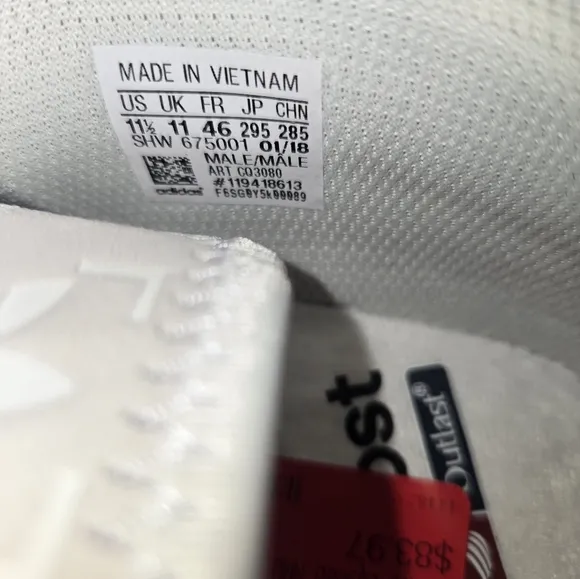 MADE IN VIETNAM
US UK FR JP CHN
11½ 11 46 295 285
SHW 675001 01/18
MALE/MÂLE
ART CQ3080
#119418613
adidas
ost
Outlast®
$83.97